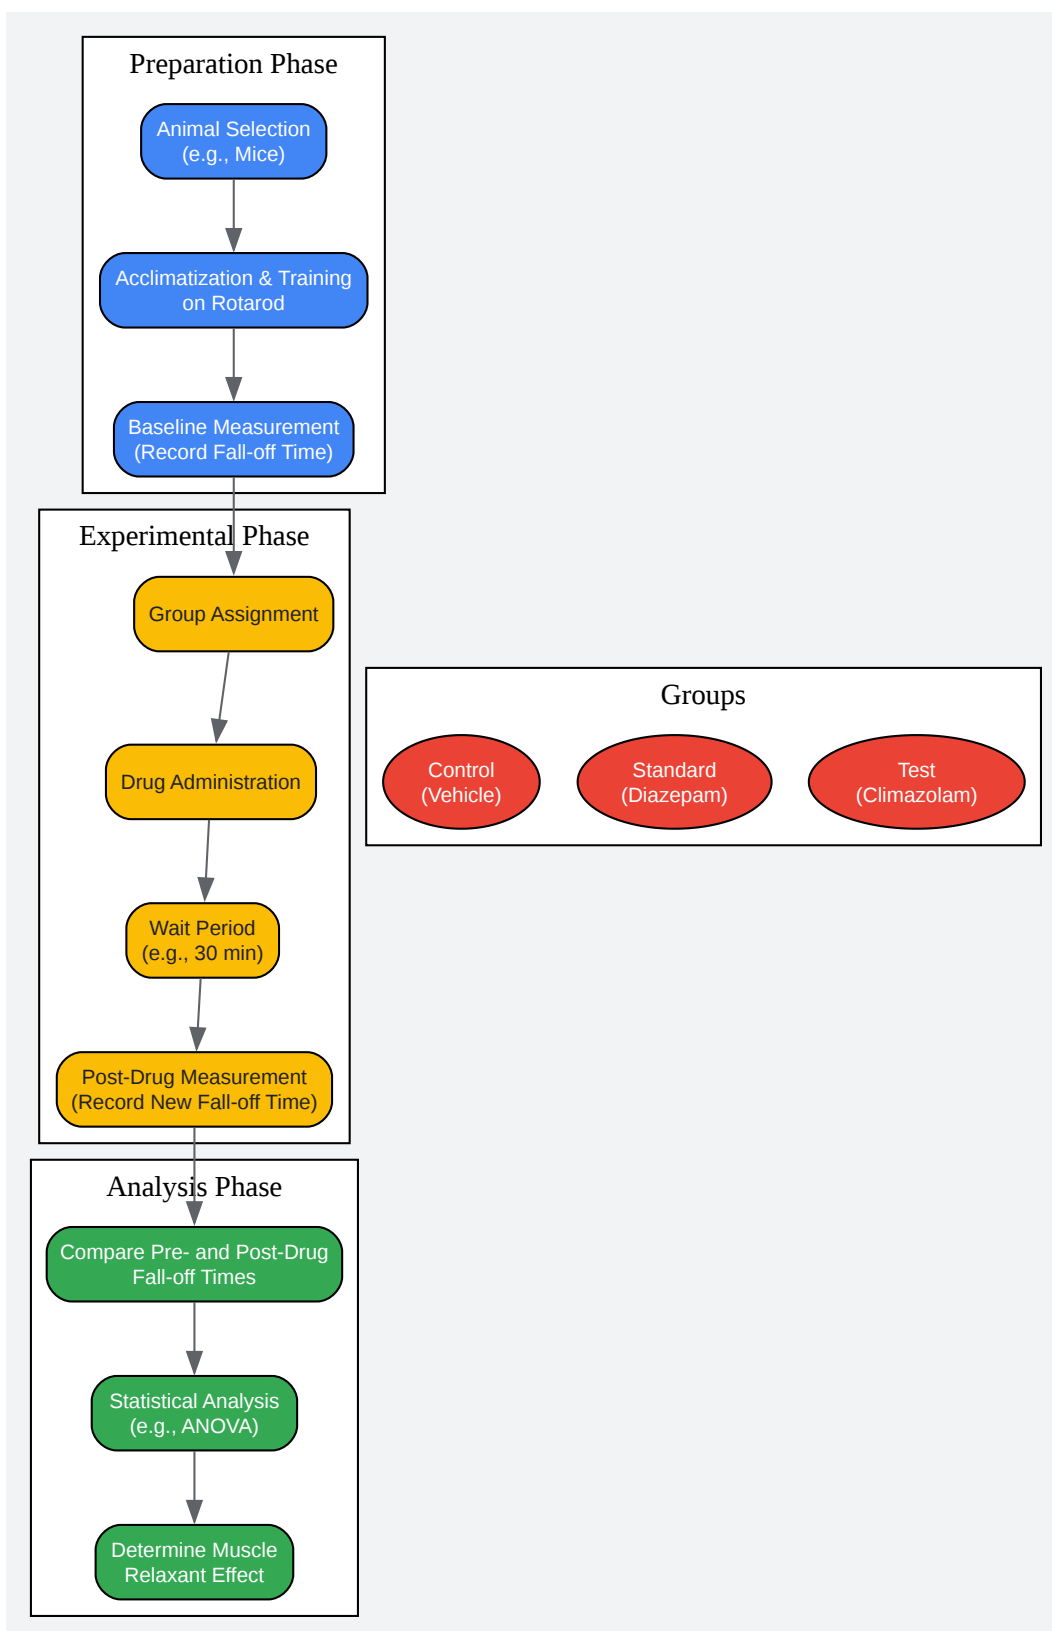 Preparation Phase
Animal Selection
(e.g., Mice)
Acclimatization & Training
on Rotarod
Baseline Measurement
(Record Fall-off Time)
Experimental Phase
Group Assignment
Drug Administration
Wait Period
(e.g., 30 min)
Post-Drug Measurement
(Record New Fall-off Time)
Groups
Control
(Vehicle)
Standard
(Diazepam)
Test
(Climazolam)
Analysis Phase
Compare Pre- and Post-Drug
Fall-off Times
Statistical Analysis
(e.g., ANOVA)
Determine Muscle
Relaxant Effect